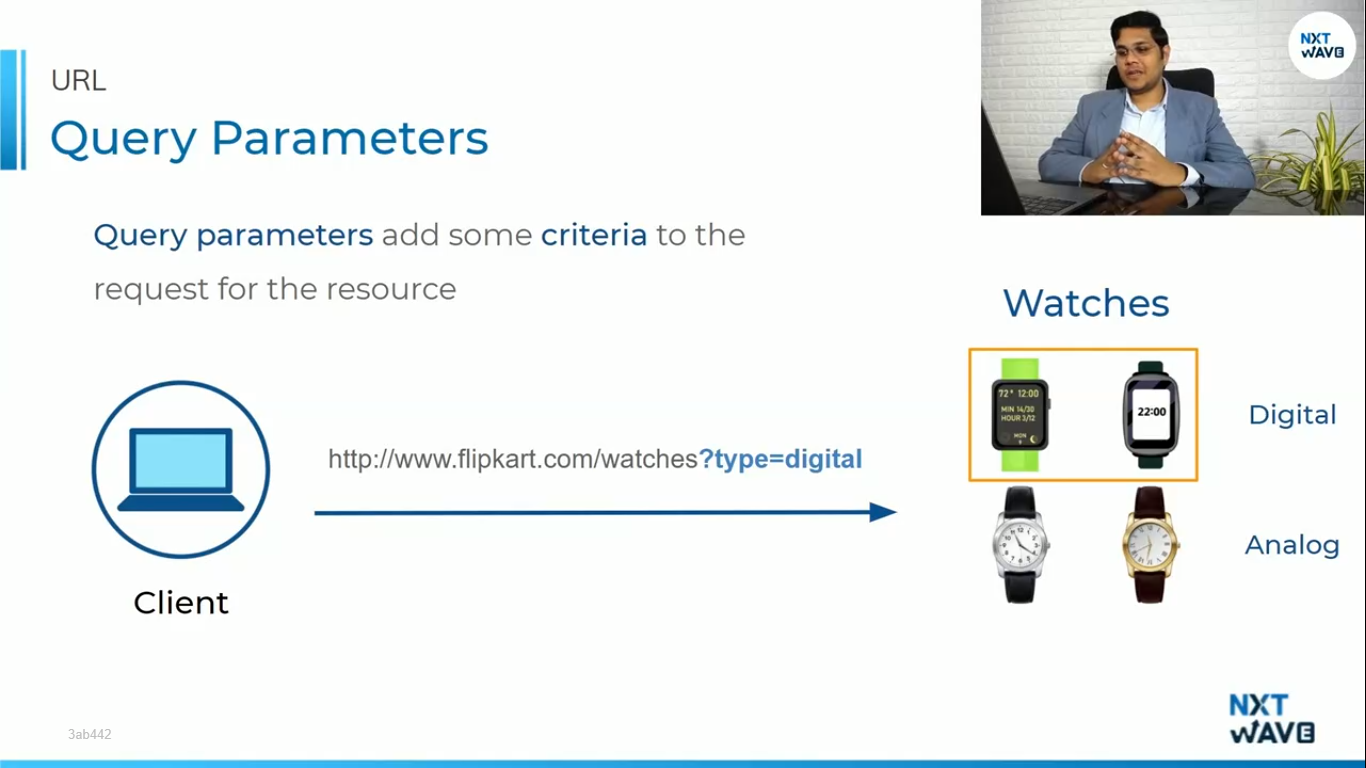 NXT
WAVE
URL
Query Parameters
Query parameters add some criteria to the
request for the resource
Watches
72° 12:00
MIN 14/20
HOUR 3/12
MON
22:00
Digital
http://www.flipkart.com/watches?type=digital
Analog
Client
3ab442
NXT
WAVE